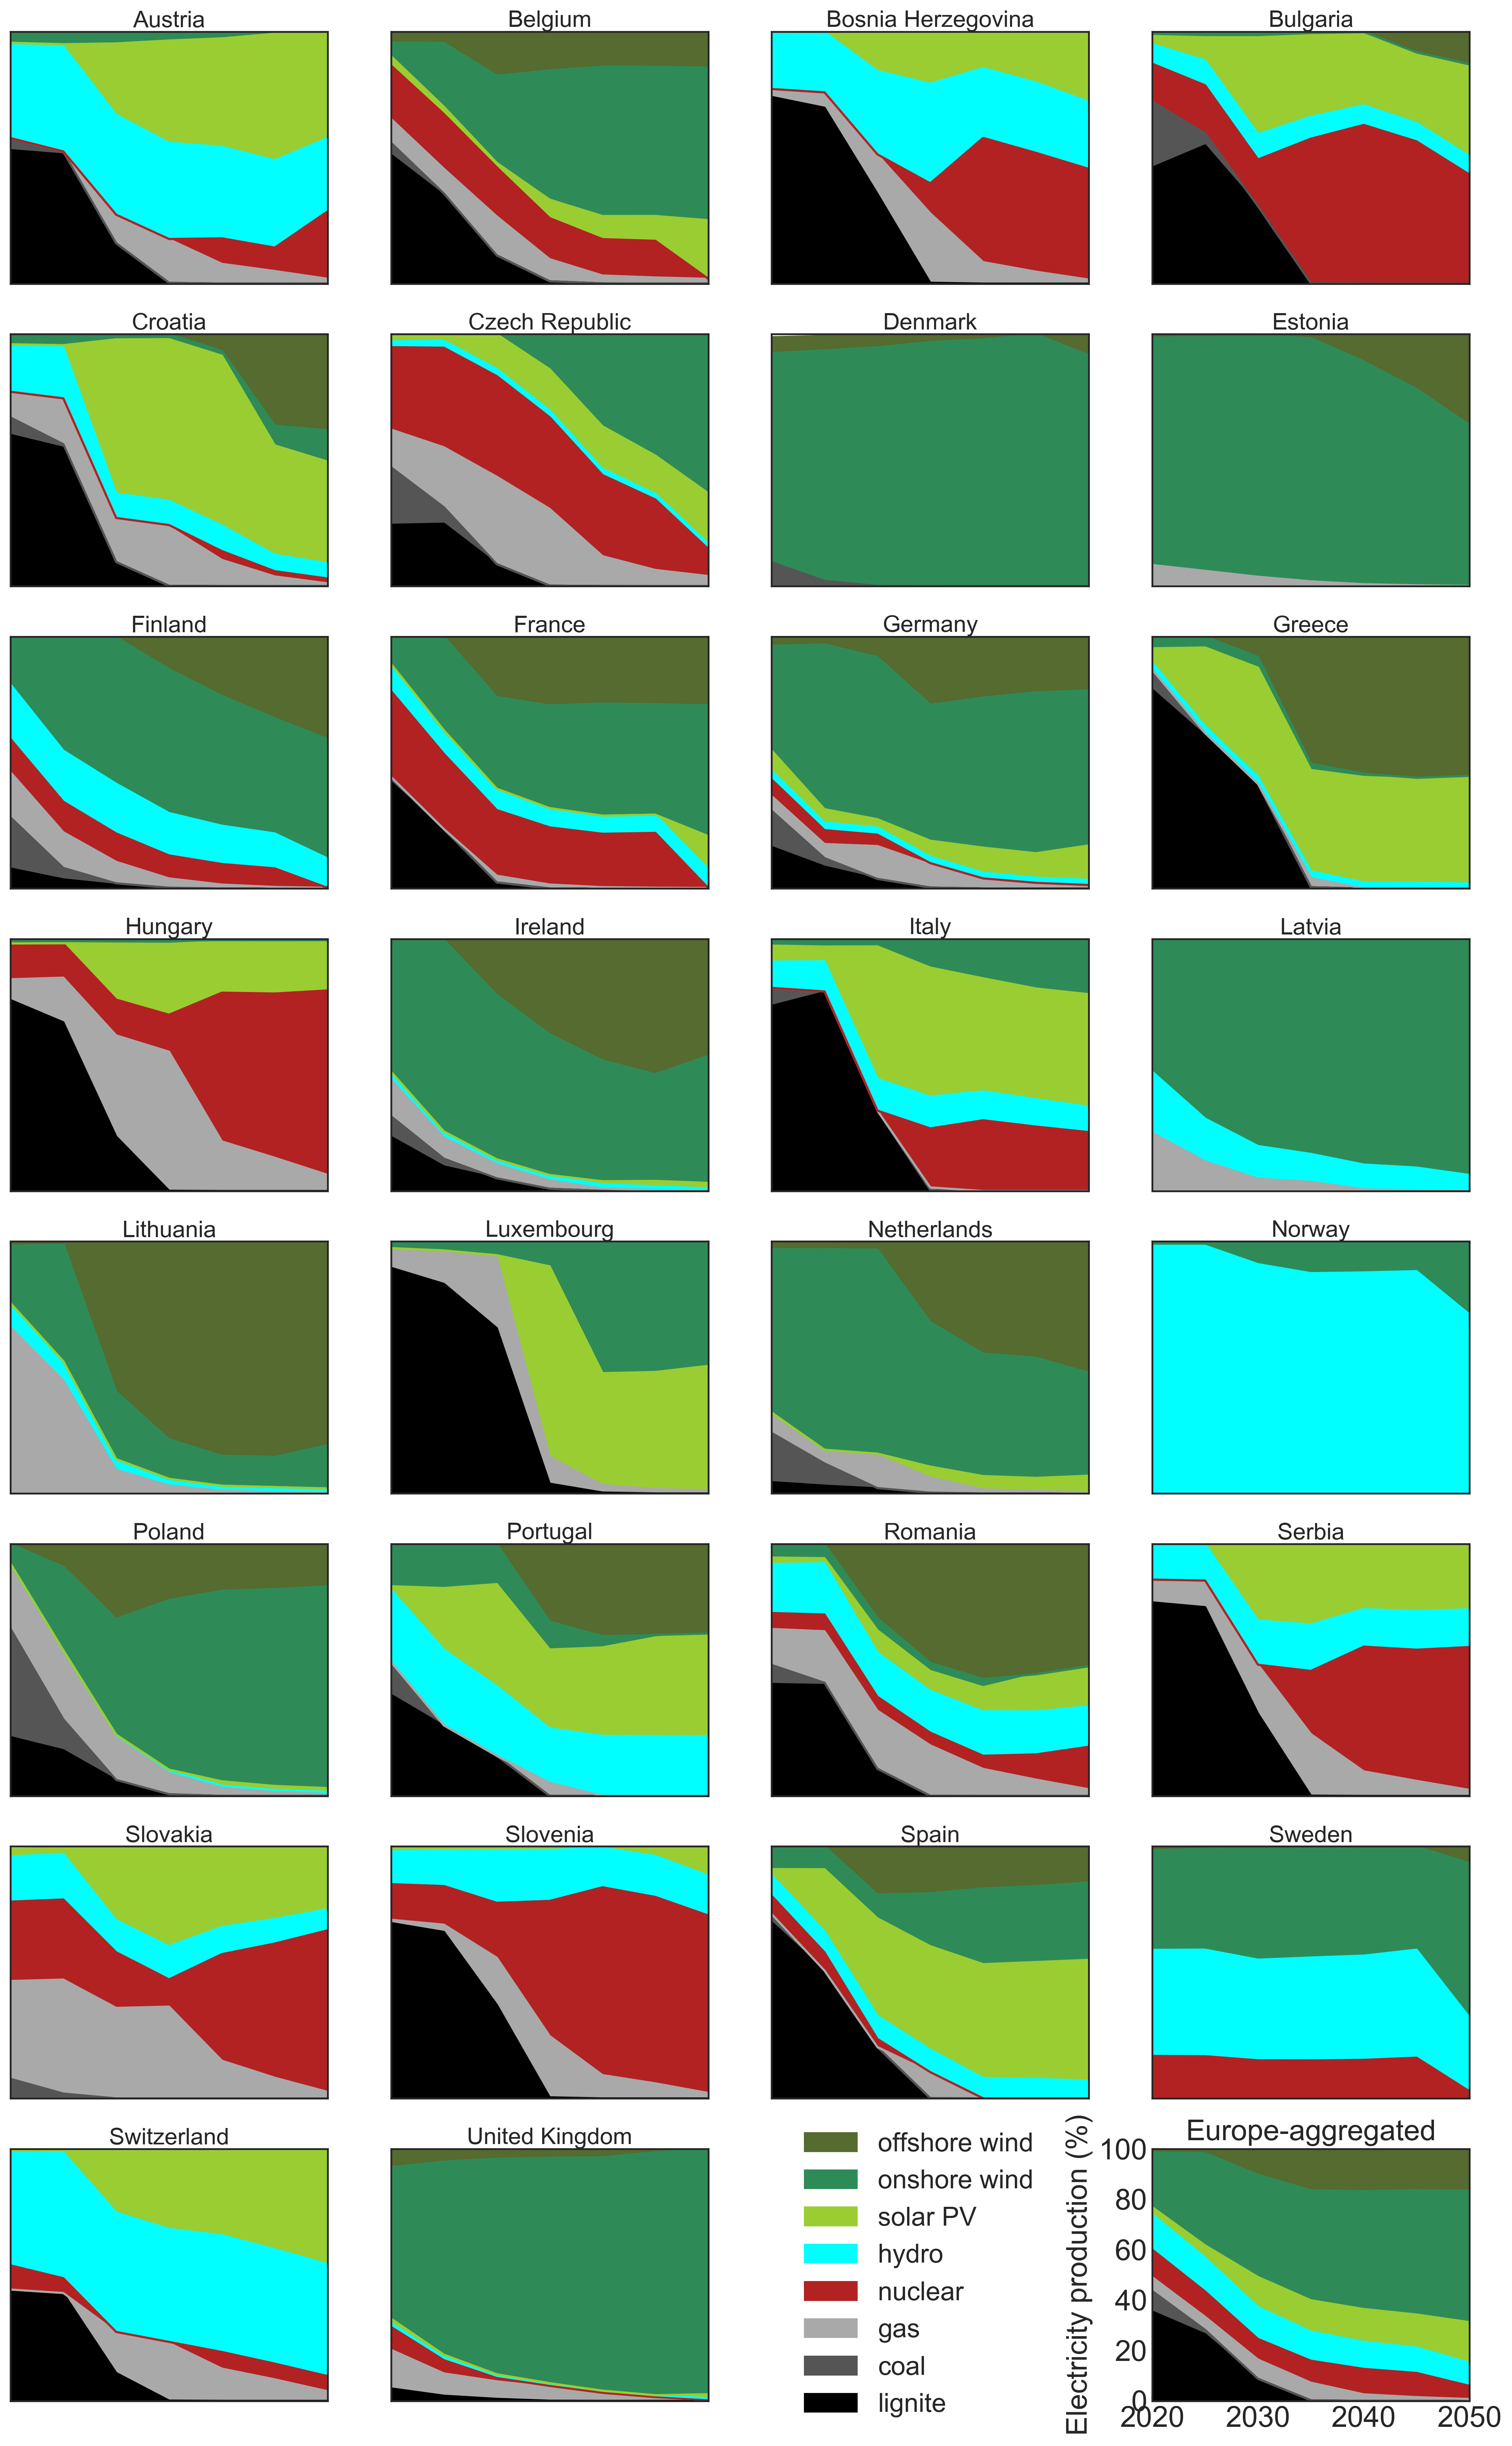 Austria
Belgium
Bosnia Herzegovina
Bulgaria
Croatia
Czech Republic
Denmark
Estonia
Finland
France
Germany
Greece
Hungary
Ireland
Italy
Latvia
Lithuania
Luxembourg
Netherlands
Norway
Poland
Portugal
Romania
Serbia
Slovakia
Slovenia
Spain
Sweden
Switzerland
United Kingdom
offshore wind
onshore wind
solar PV
hydro
nuclear
gas
coal
lignite
Europe-aggregated
Electricity production (%)
100
80
60
40
20
0
2020
2030
2040
2050